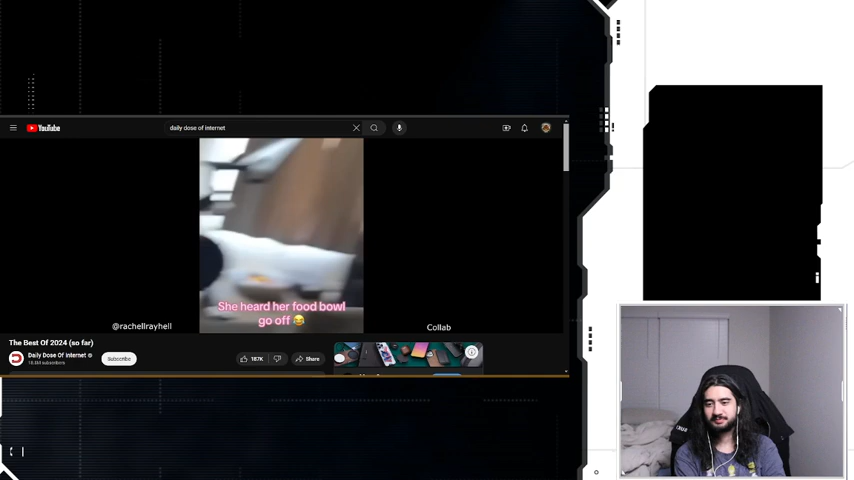 YouTube
daily dose of internet
She heard her food bowl
go off 😂
@rachellrayhell
Collab
The Best Of 2024 (so far)
Daily Dose Of Internet
Subscribe
187K
Share